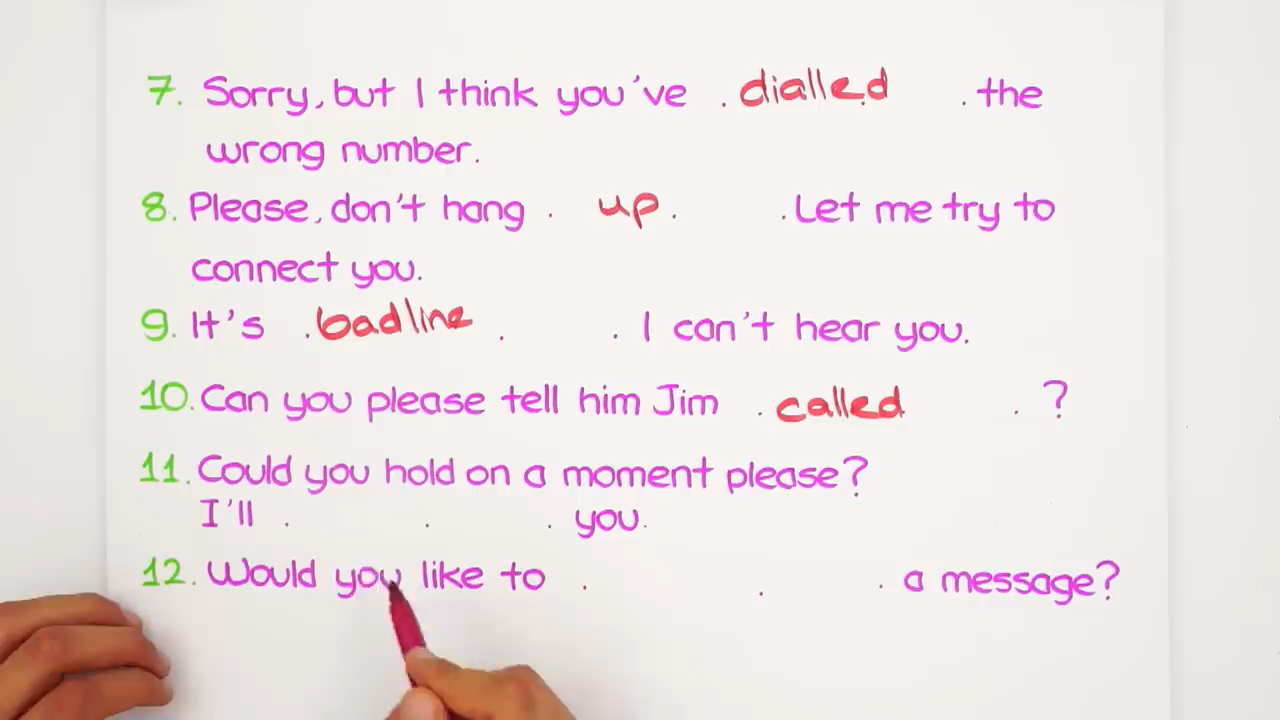 7. Sorry, but I think you've . dialled . the
wrong number.
8. Please, don't hang . up . . Let me try to
connect you.
9. It's . badline . . I can't hear you.
10. Can you please tell him Jim . called . ?
11. Could you hold on a moment please?
I'll . . . you.
12. Would you like to . . . a message?